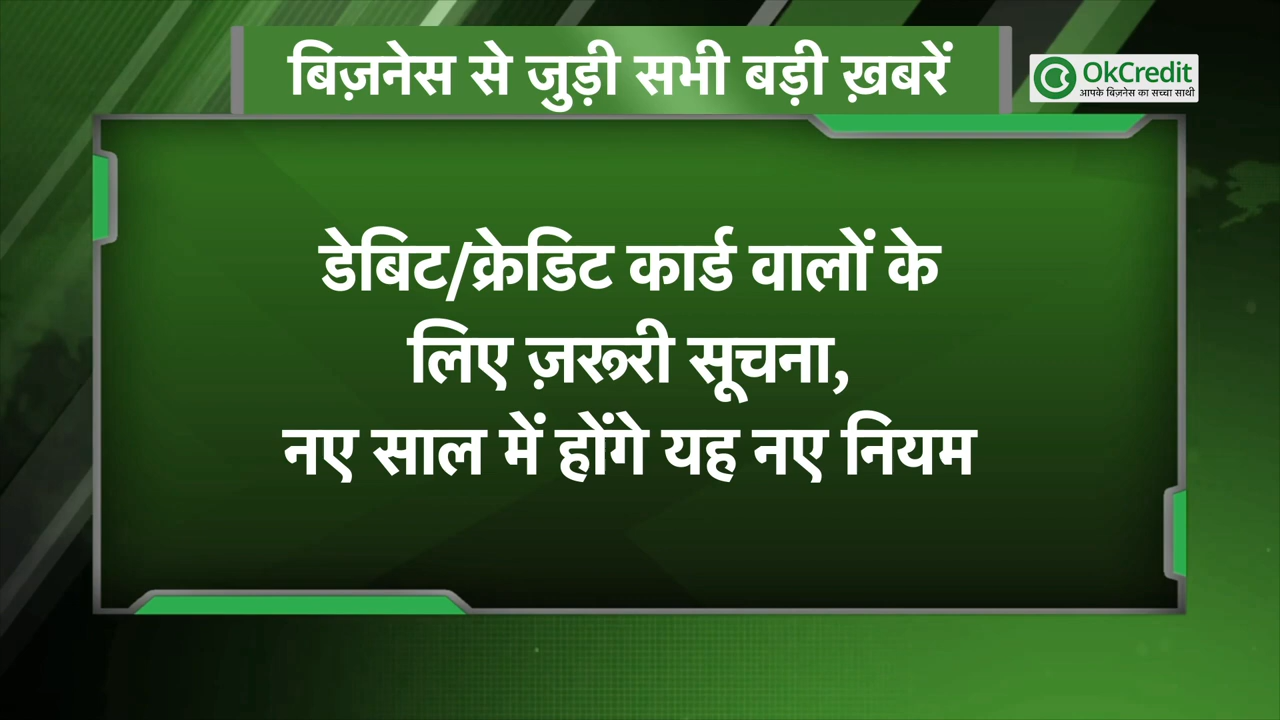 बिज़नेस से जुड़ी सभी बड़ी ख़बरें
OkCredit
आपके बिज़नेस का सच्चा साथी
डेबिट/क्रेडिट कार्ड वालों के
लिए ज़रूरी सूचना,
नए साल में होंगे यह नए नियम